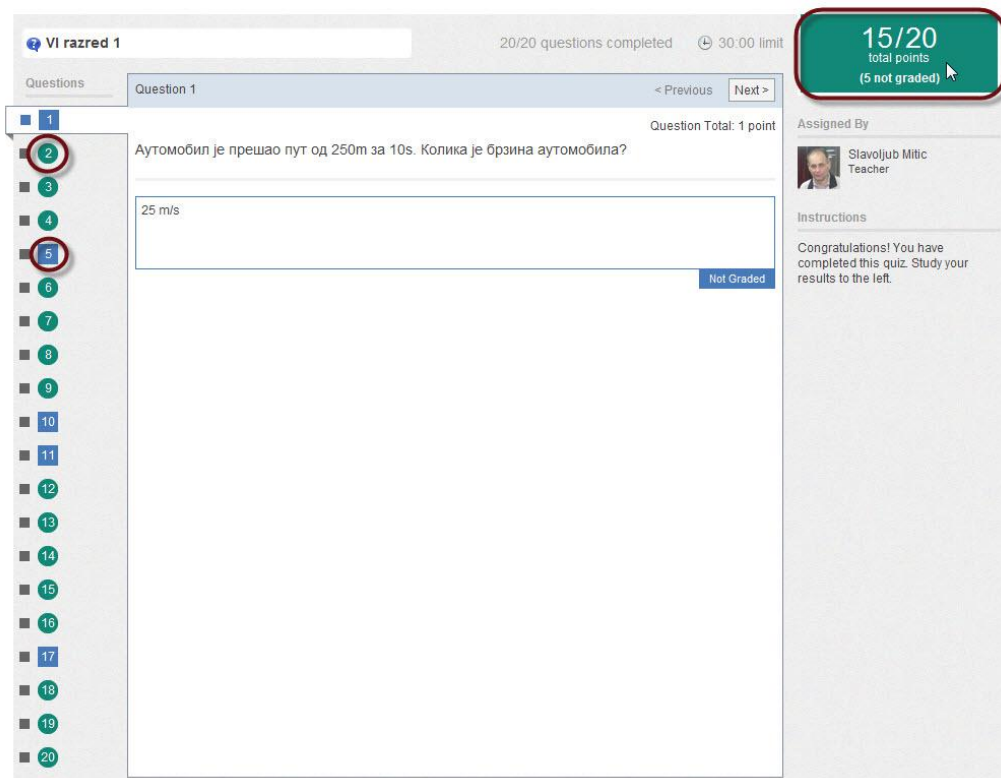 VI razred 1
20/20 questions completed
30:00 limit
15/20
total points
(5 not graded)
Questions
Question 1
< Previous
Next >
Question Total: 1 point
Аутомобил је прешао пут од 250m за 10s. Колика је брзина аутомобила?
25 m/s
Not Graded
1
2
3
4
5
6
7
8
9
10
11
12
13
14
15
16
17
18
19
20
Assigned By
Slavoljub Mitic
Teacher
Instructions
Congratulations! You have
completed this quiz. Study your
results to the left.